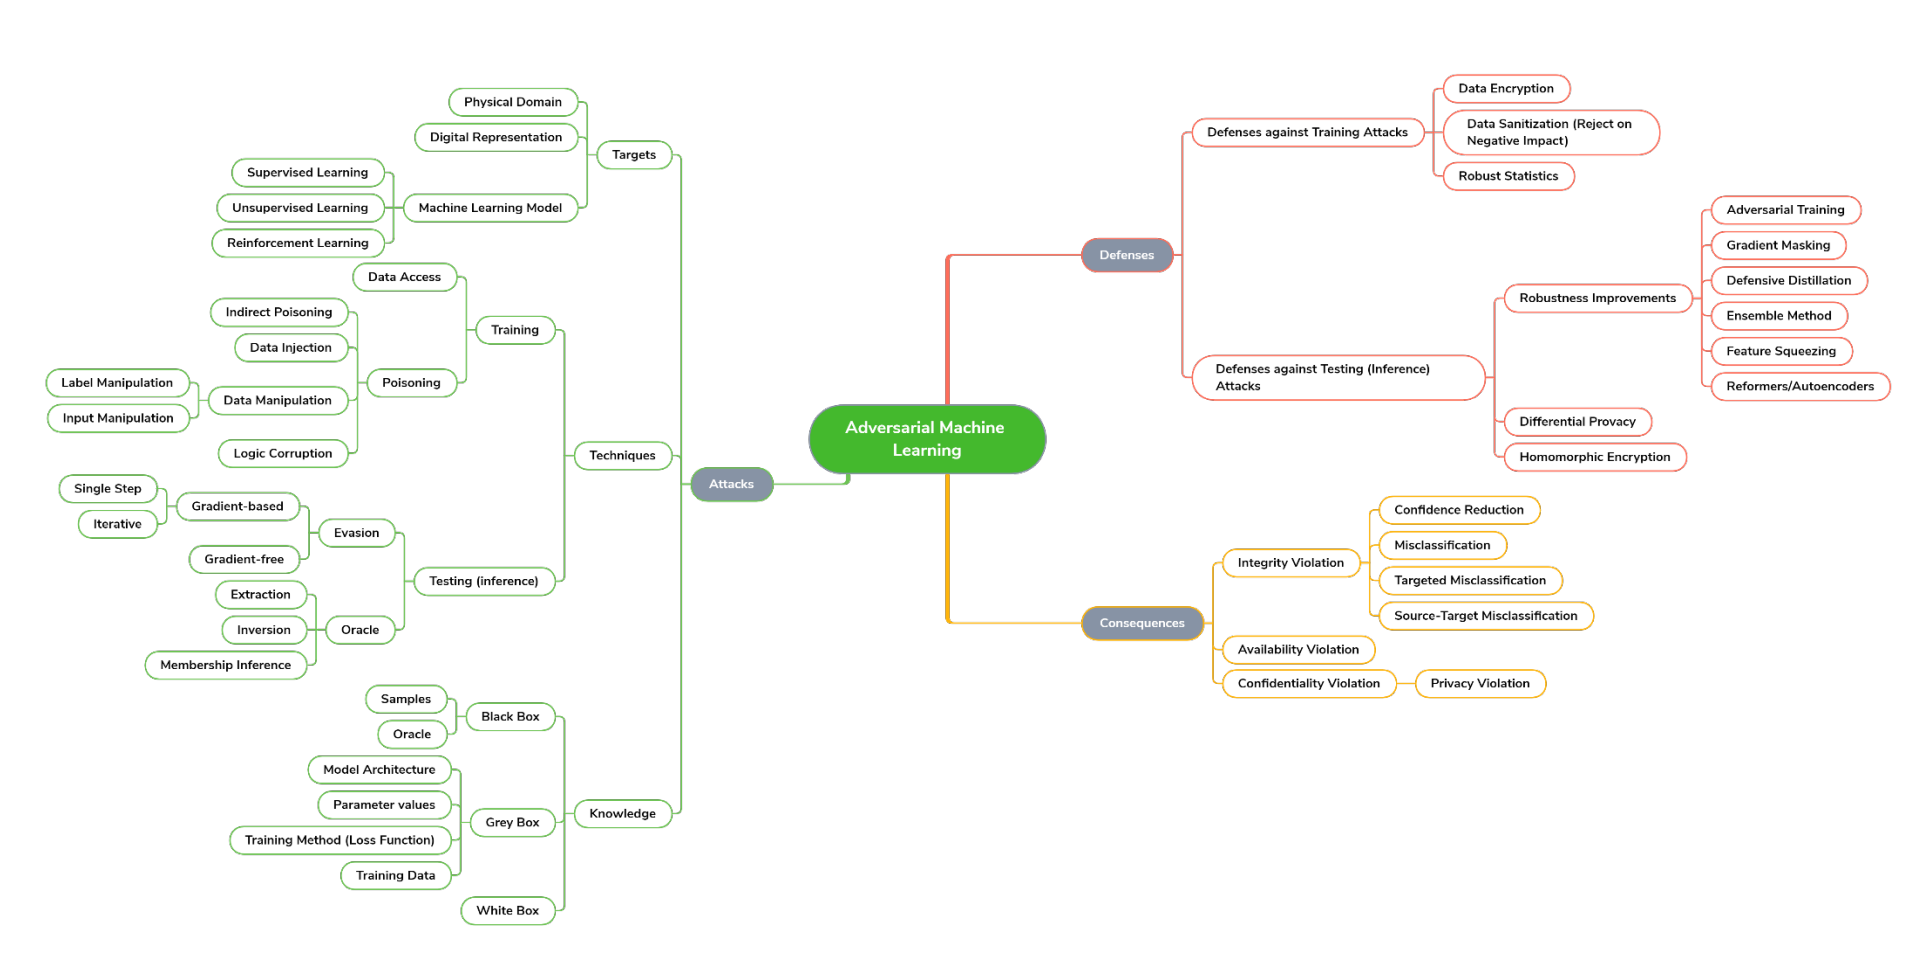 Adversarial Machine
Learning
Attacks
Targets
Physical Domain
Digital Representation
Machine Learning Model
Supervised Learning
Unsupervised Learning
Reinforcement Learning
Techniques
Training
Data Access
Poisoning
Indirect Poisoning
Data Injection
Data Manipulation
Label Manipulation
Input Manipulation
Logic Corruption
Testing (inference)
Evasion
Gradient-based
Single Step
Iterative
Gradient-free
Oracle
Extraction
Inversion
Membership Inference
Knowledge
Black Box
Samples
Oracle
Grey Box
Model Architecture
Parameter values
Training Method (Loss Function)
Training Data
White Box
Defenses
Defenses against Training Attacks
Data Encryption
Data Sanitization (Reject on
Negative Impact)
Robust Statistics
Defenses against Testing (Inference)
Attacks
Robustness Improvements
Adversarial Training
Gradient Masking
Defensive Distillation
Ensemble Method
Feature Squeezing
Reformers/Autoencoders
Differential Provacy
Homomorphic Encryption
Consequences
Integrity Violation
Confidence Reduction
Misclassification
Targeted Misclassification
Source-Target Misclassification
Availability Violation
Confidentiality Violation
Privacy Violation